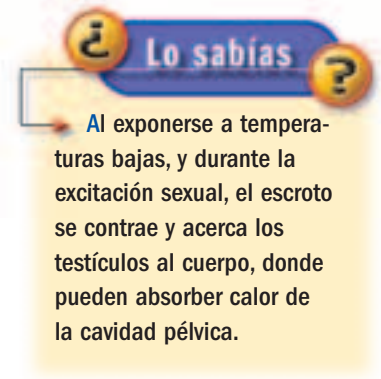 ¿ Lo sabías ?
Al exponerse a tempera-
turas bajas, y durante la
excitación sexual, el escroto
se contrae y acerca los
testículos al cuerpo, donde
pueden absorber calor de
la cavidad pélvica.